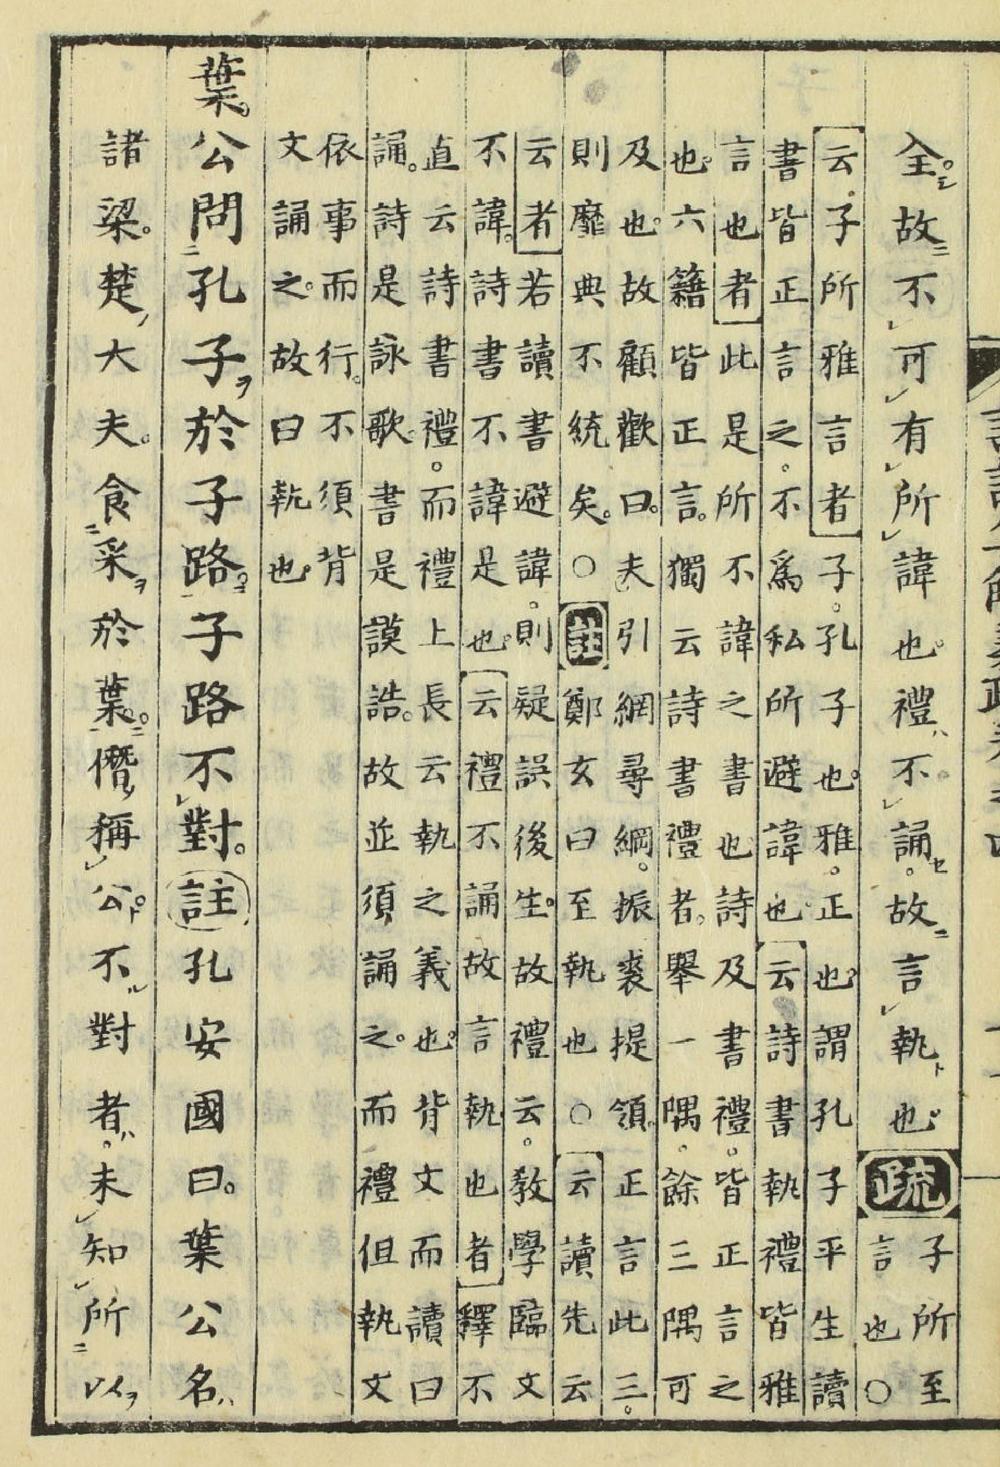 全。故不可有所諱也。禮不誦。故言執也疏子所至
言也○
云。子所雅言者子。孔子也。雅。正也。謂孔子平生讀
書皆正言之。不為私所避諱也。云詩書執禮皆雅
言也者此是所不諱之書也詩及書禮。皆正言之
也。六籍皆正言。獨云詩書禮者。舉一隅。餘三隅可
及也。故顧歡曰。夫引網尋綱。振裘提領。正言此三。
則靡典不統矣。○註鄭玄曰至執也○云讀先云
云者若讀書避諱。則疑誤後生。故禮云。教學臨文
不諱。詩書不諱是也。云禮不誦故言執也者釋不
直云詩書禮。而禮上長云執之義也。背文而讀曰
誦。詩是詠歌。書是謨誥。故並須誦之。而禮但執文
依事而行。不須背
文誦之。故曰執也。
葉公問孔子於子路。子路不對。註孔安國曰。葉公名
諸梁。楚大夫。食采於葉。僭稱公。不對者。未知所以